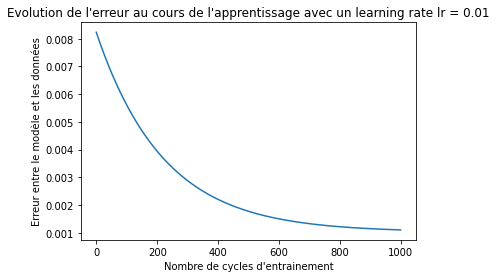 Evolution de l'erreur au cours de l'apprentissage avec un learning rate lr = 0.01
Erreur entre le modèle et les données
0.008
0.007
0.006
0.005
0.004
0.003
0.002
0.001
0 200 400 600 800 1000
Nombre de cycles d'entrainement